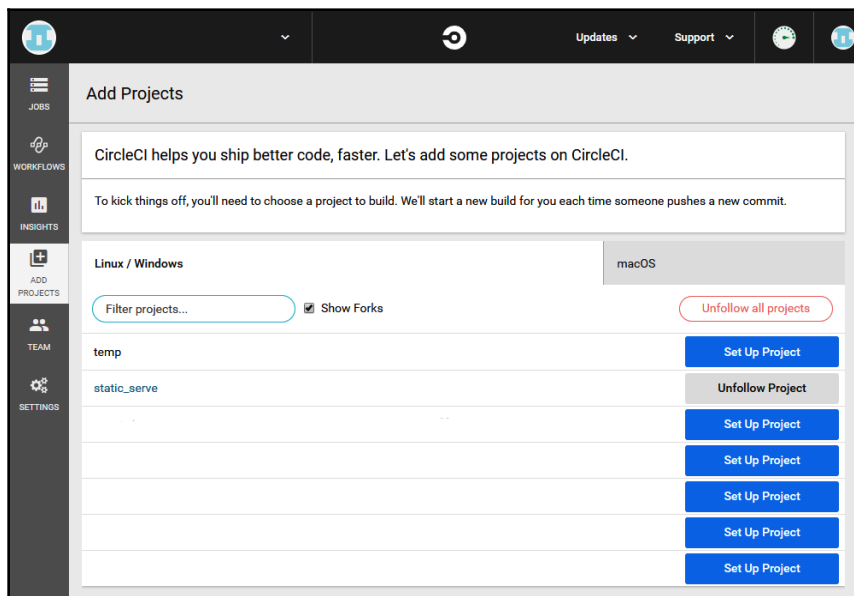 Updates
Support
JOBS
WORKFLOWS
INSIGHTS
ADD
PROJECTS
TEAM
SETTINGS
Add Projects
CircleCI helps you ship better code, faster. Let's add some projects on CircleCI.
To kick things off, you'll need to choose a project to build. We'll start a new build for you each time someone pushes a new commit.
Linux / Windows
macOS
Filter projects...
Show Forks
Unfollow all projects
temp
Set Up Project
static_serve
Unfollow Project
Set Up Project
Set Up Project
Set Up Project
Set Up Project
Set Up Project